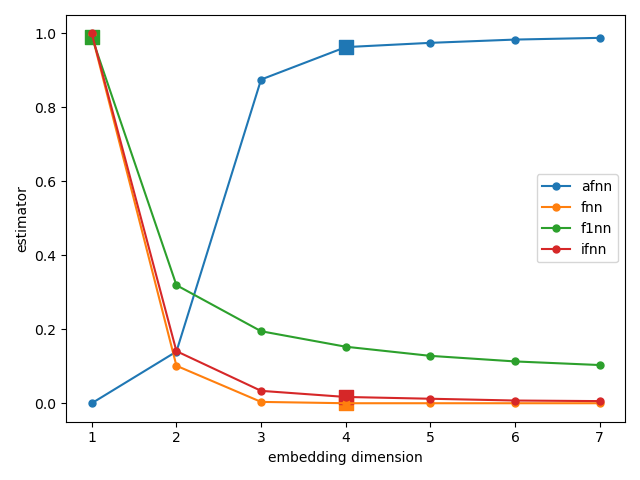 1.0
0.8
0.6
0.4
0.2
0.0
estimator
afnn
fnn
f1nn
ifnn
1 2 3 4 5 6 7
embedding dimension